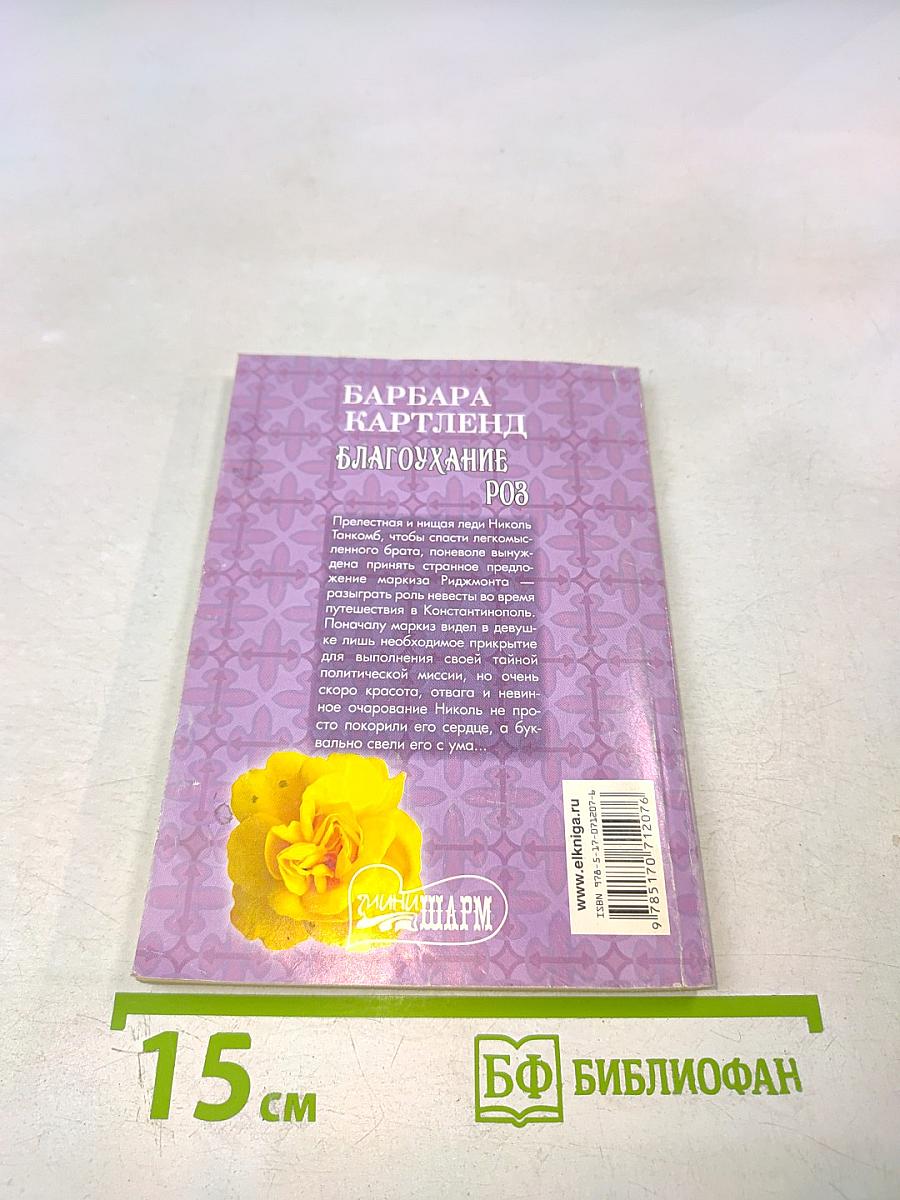 БАРБАРА
КАРТЛЕНД
БЛАГОУХАНИЕ
РОЗ
Прелестная и нищая леди Николь
Танкомб, чтобы спасти легкомыс-
ленного брата, поневоле вынуж-
дена принять странное предло-
жение маркиза Риджмонта —
разыграть роль невесты во время
путешествия в Константинополь.
Поначалу маркиз видел в девуш-
ке лишь необходимое прикрытие
для выполнения своей тайной
политической миссии, но очень
скоро красота, отвага и невин-
ное очарование Николь не про-
сто покорили его сердце, а бук-
вально свели его с ума...
мини
ШАРМ
www.elkniga.ru
ISBN 978-5-17-071207-6
9 785170 712076
15 см
БФ БИБЛИОФАН